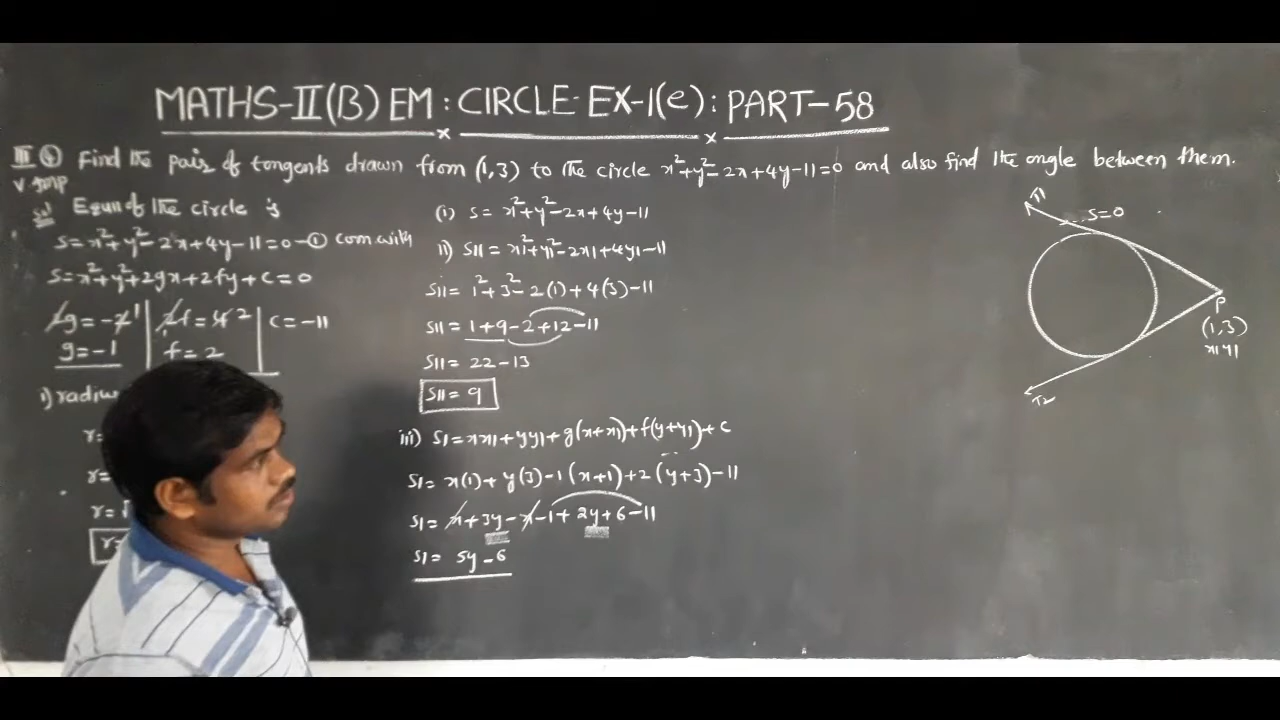 MATHS-II(B) EM : CIRCLE-EX-1(e) : PART-58
III ④ Find the pair of tangents drawn from (1,3) to the circle x²+y²-2x+4y-11=0 and also find the angle between them.
V.Imp
Sol Equn of the circle is
S=x²+y²-2x+4y-11=0-① com with
S=x²+y²+2gx+2fy+c=0
2g=-2 1 | 2f=4 2 | c=-11
g=-1 | f=2
i) radius
r=
r=
r=√
r=
(i) S=x²+y²-2x+4y-11
ii) S11=x1²+y1²-2x1+4y1-11
S11=1²+3²-2(1)+4(3)-11
S11=1+9-2+12-11
S11=22-13
S11=9
iii) S1=xx1+yy1+g(x+x1)+f(y+y1)+c
S1=x(1)+y(3)-1(x+1)+2(y+3)-11
S1=x+3y-x-1+2y+6-11
S1=5y-6
T1
S=0
P
(1,3)
x1 y1
T2